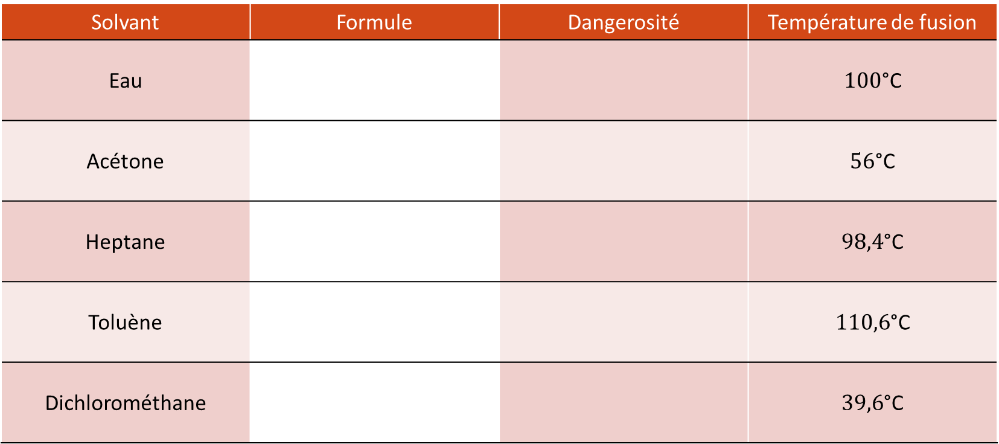 Solvant Formule Dangerosité Température de fusion
Eau 100°C
Acétone 56°C
Heptane 98,4°C
Toluène 110,6°C
Dichlorométhane 39,6°C